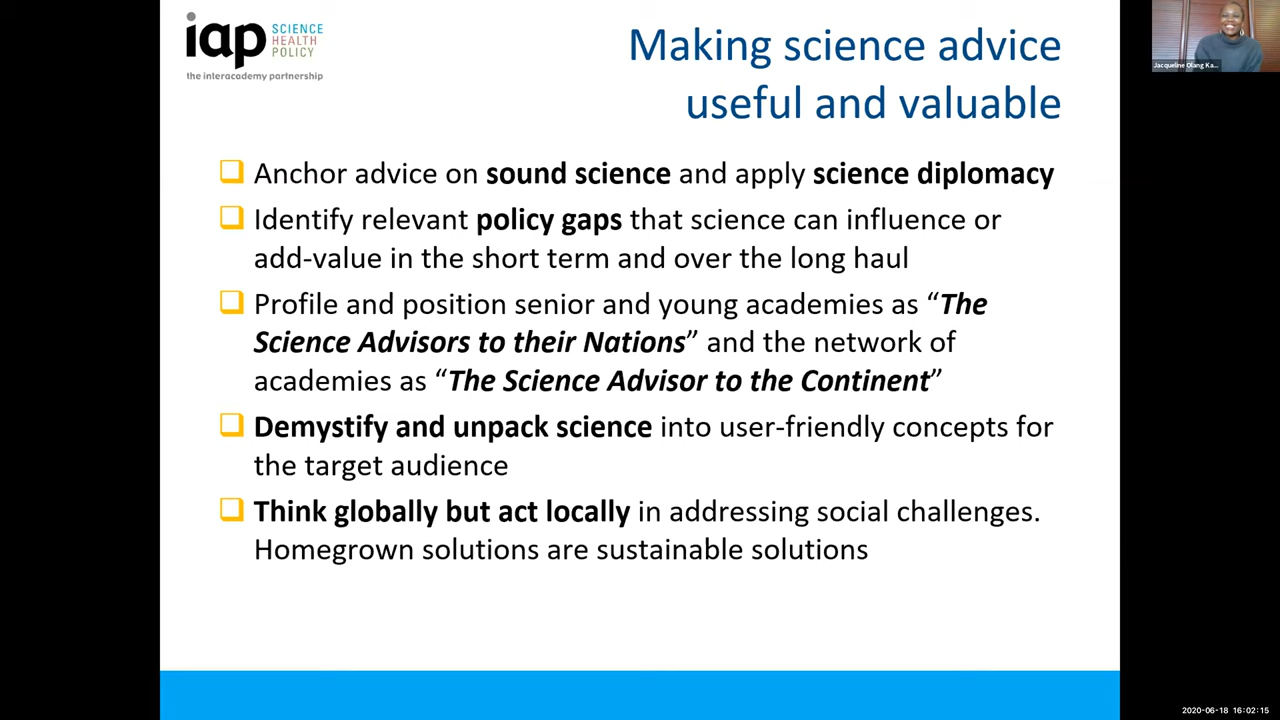 iap SCIENCE
HEALTH
POLICY
the interacademy partnership
Making science advice
useful and valuable
Jacqueline Olang Ka...
Anchor advice on sound science and apply science diplomacy
Identify relevant policy gaps that science can influence or
add-value in the short term and over the long haul
Profile and position senior and young academies as “The
Science Advisors to their Nations” and the network of
academies as “The Science Advisor to the Continent”
Demystify and unpack science into user-friendly concepts for
the target audience
Think globally but act locally in addressing social challenges.
Homegrown solutions are sustainable solutions
2020-06-18 16:02:15